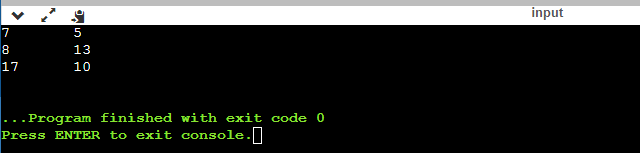 input
7 5
8 13
17 10
...Program finished with exit code 0
Press ENTER to exit console.